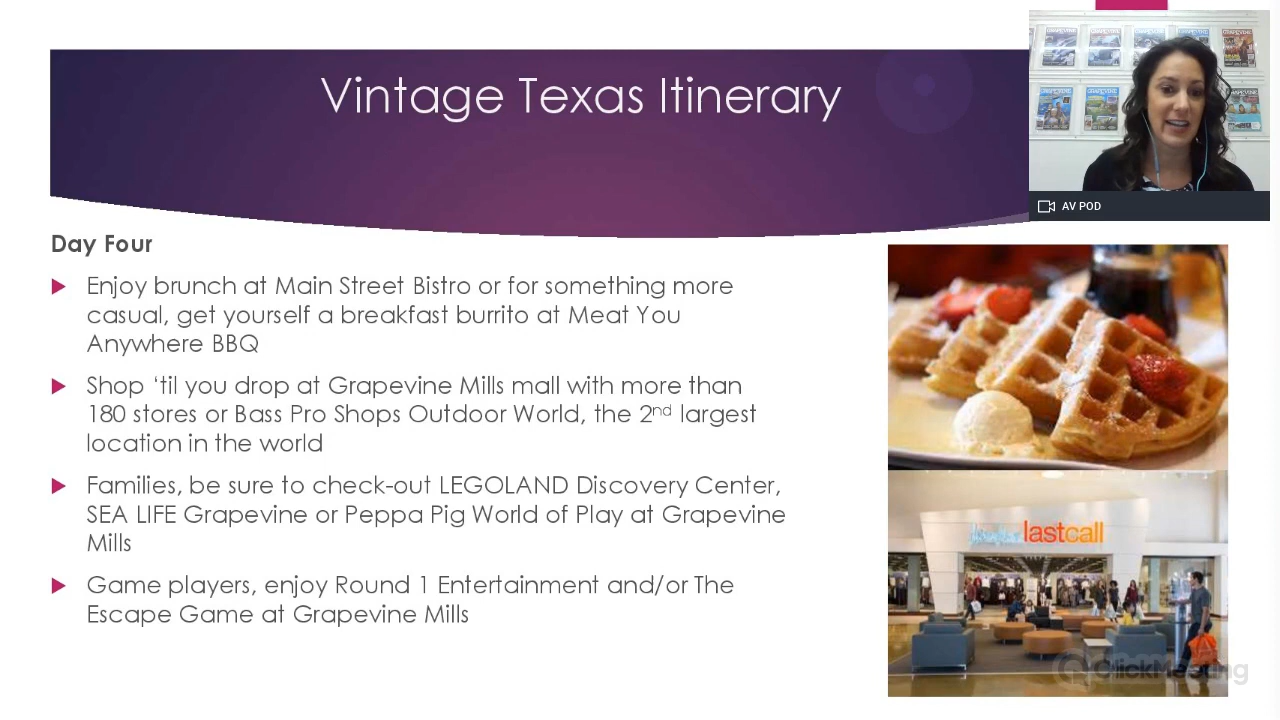 Vintage Texas Itinerary
GRAPEVINE
GRAPEVINE
AV POD
Day Four
Enjoy brunch at Main Street Bistro or for something more
casual, get yourself a breakfast burrito at Meat You
Anywhere BBQ
Shop ‘til you drop at Grapevine Mills mall with more than
180 stores or Bass Pro Shops Outdoor World, the 2nd largest
location in the world
Families, be sure to check-out LEGOLAND Discovery Center,
SEA LIFE Grapevine or Peppa Pig World of Play at Grapevine
Mills
Game players, enjoy Round 1 Entertainment and/or The
Escape Game at Grapevine Mills
lastcall
ClickMeeting